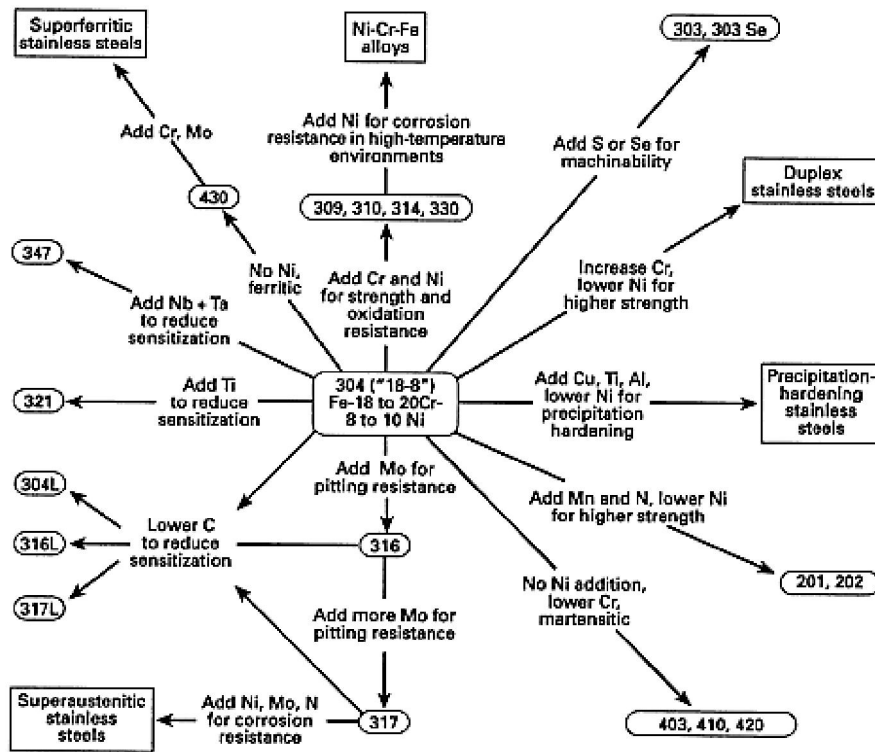 Superferritic
stainless steels
Ni-Cr-Fe
alloys
303, 303 Se
Add Cr, Mo
Add Ni for corrosion
resistance in high-temperature
environments
Add S or Se for
machinability
Duplex
stainless steels
430
309, 310, 314, 330
347
No Ni,
ferritic
Add Cr and Ni
for strength and
oxidation
resistance
Increase Cr,
lower Ni for
higher strength
Add Nb + Ta
to reduce
sensitization
304 ("18-8")
Fe-18 to 20Cr-
8 to 10 Ni
Add Cu, Ti, Al,
lower Ni for
precipitation
hardening
Precipitation-
hardening
stainless
steels
321
Add Ti
to reduce
sensitization
Add Mo for
pitting resistance
304L
Lower C
to reduce
sensitization
316L
316
317L
Add Mn and N, lower Ni
for higher strength
201, 202
No Ni addition,
lower Cr,
martensitic
Add more Mo for
pitting resistance
Superaustenitic
stainless
steels
Add Ni, Mo, N
for corrosion
resistance
317
403, 410, 420